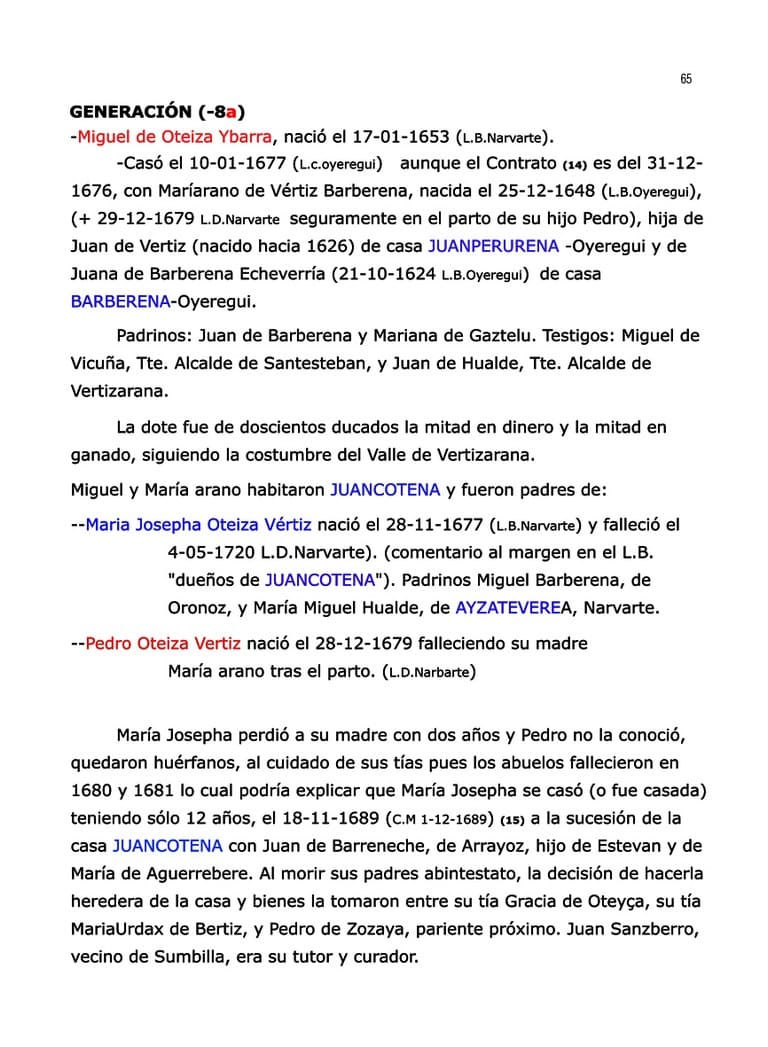 65
GENERACIÓN (-8a)
-Miguel de Oteiza Ybarra, nació el 17-01-1653 (L.B.Narvarte).
-Casó el 10-01-1677 (L.c.oyeregui) aunque el Contrato (14) es del 31-12-
1676, con Maríarano de Vértiz Barberena, nacida el 25-12-1648 (L.B.Oyeregui),
(+ 29-12-1679 L.D.Narvarte seguramente en el parto de su hijo Pedro), hija de
Juan de Vertiz (nacido hacia 1626) de casa JUANPERURENA -Oyeregui y de
Juana de Barberena Echeverría (21-10-1624 L.B.Oyeregui) de casa
BARBERENA-Oyeregui.
Padrinos: Juan de Barberena y Mariana de Gaztelu. Testigos: Miguel de
Vicuña, Tte. Alcalde de Santesteban, y Juan de Hualde, Tte. Alcalde de
Vertizarana.
La dote fue de doscientos ducados la mitad en dinero y la mitad en
ganado, siguiendo la costumbre del Valle de Vertizarana.
Miguel y María arano habitaron JUANCOTENA y fueron padres de:
--Maria Josepha Oteiza Vértiz nació el 28-11-1677 (L.B.Narvarte) y falleció el
4-05-1720 L.D.Narvarte). (comentario al margen en el L.B.
"dueños de JUANCOTENA"). Padrinos Miguel Barberena, de
Oronoz, y María Miguel Hualde, de AYZATEVEREA, Narvarte.
--Pedro Oteiza Vertiz nació el 28-12-1679 falleciendo su madre
María arano tras el parto. (L.D.Narbarte)
María Josepha perdió a su madre con dos años y Pedro no la conoció,
quedaron huérfanos, al cuidado de sus tías pues los abuelos fallecieron en
1680 y 1681 lo cual podría explicar que María Josepha se casó (o fue casada)
teniendo sólo 12 años, el 18-11-1689 (C.M 1-12-1689) (15) a la sucesión de la
casa JUANCOTENA con Juan de Barreneche, de Arrayoz, hijo de Estevan y de
María de Aguerrebere. Al morir sus padres abintestato, la decisión de hacerla
heredera de la casa y bienes la tomaron entre su tía Gracia de Oteyça, su tía
MariaUrdax de Bertiz, y Pedro de Zozaya, pariente próximo. Juan Sanzberro,
vecino de Sumbilla, era su tutor y curador.